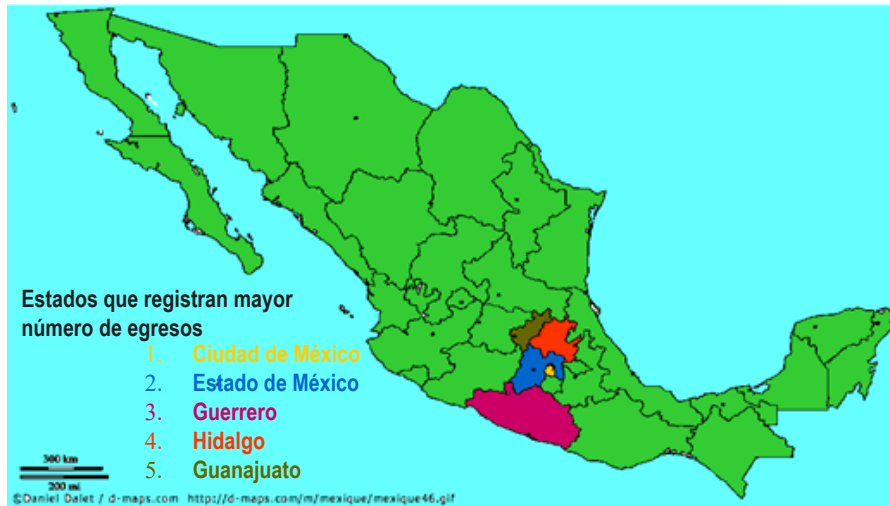 Estados que registran mayor
número de egresos
1. Ciudad de México
2. Estado de México
3. Guerrero
4. Hidalgo
5. Guanajuato
300 km
200 mi
©Daniel Dalet / d-maps.com http://d-maps.com/m/mexique/mexique46.gif